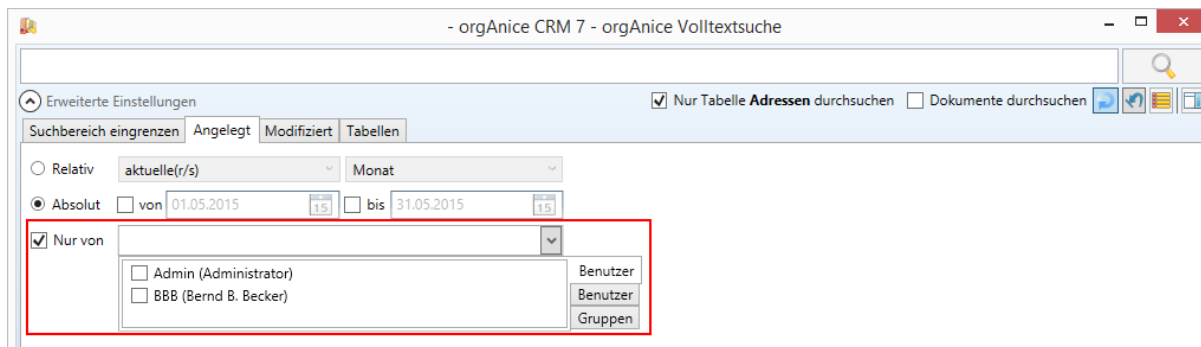 - orgAnice CRM 7 - orgAnice Volltextsuche
Erweiterte Einstellungen Nur Tabelle Adressen durchsuchen Dokumente durchsuchen
Suchbereich eingrenzen Angelegt Modifiziert Tabellen
Relativ aktuelle(r/s) Monat
Absolut von 01.05.2015 15 bis 31.05.2015 15
Nur von
Admin (Administrator) Benutzer
BBB (Bernd B. Becker) Benutzer
Gruppen